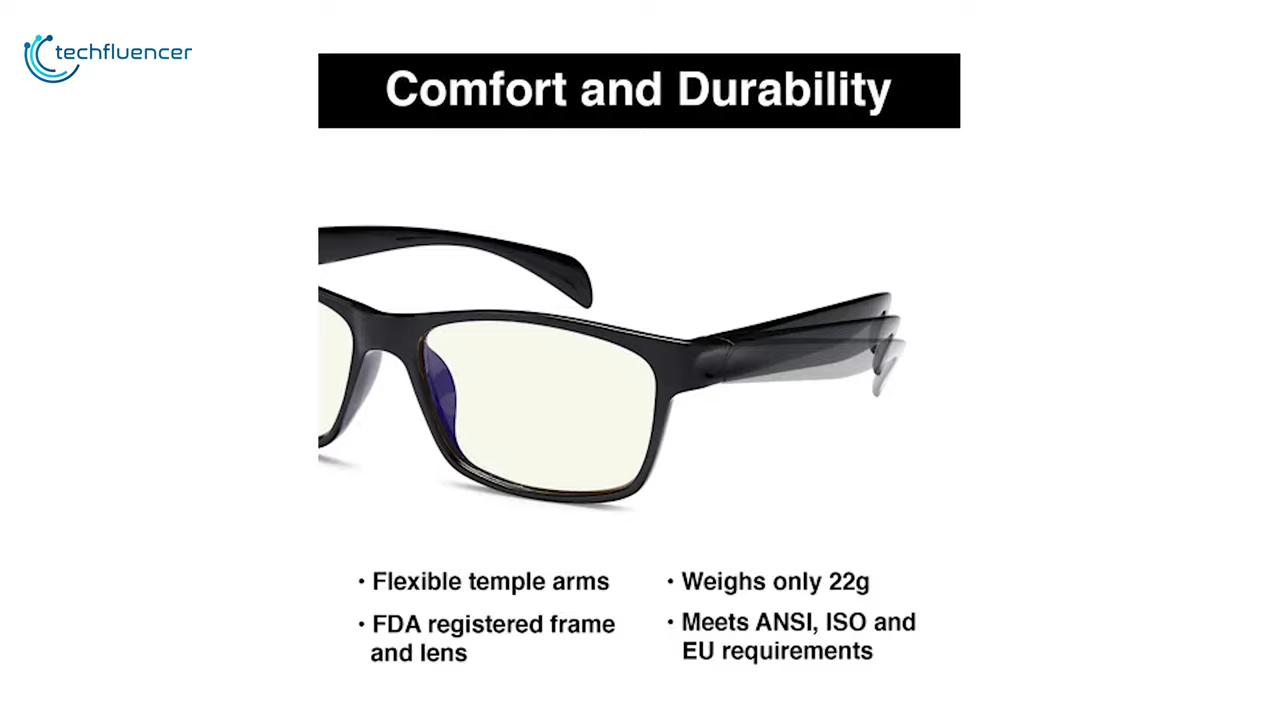 techfluencer
Comfort and Durability
• Flexible temple arms
• FDA registered frame
and lens
• Weighs only 22g
• Meets ANSI, ISO and
EU requirements